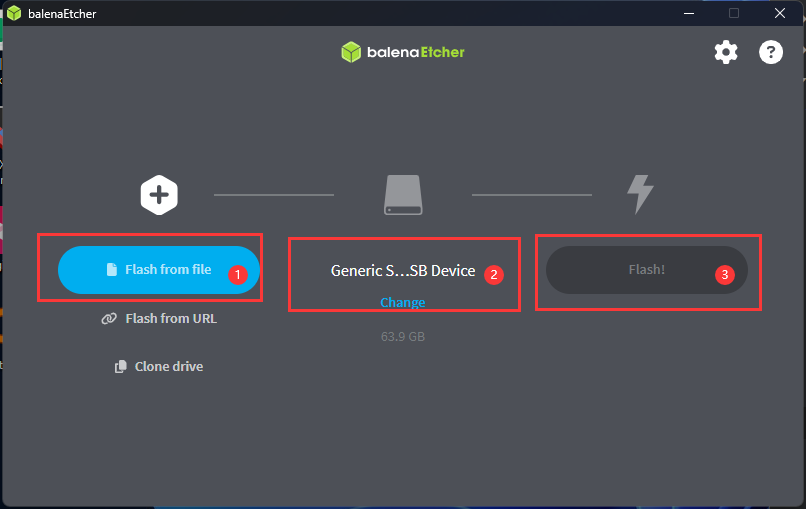 balenaEtcher
balenaEtcher
Flash from file
1
Flash from URL
Clone drive
Generic S...SB Device
2
Change
63.9 GB
Flash!
3